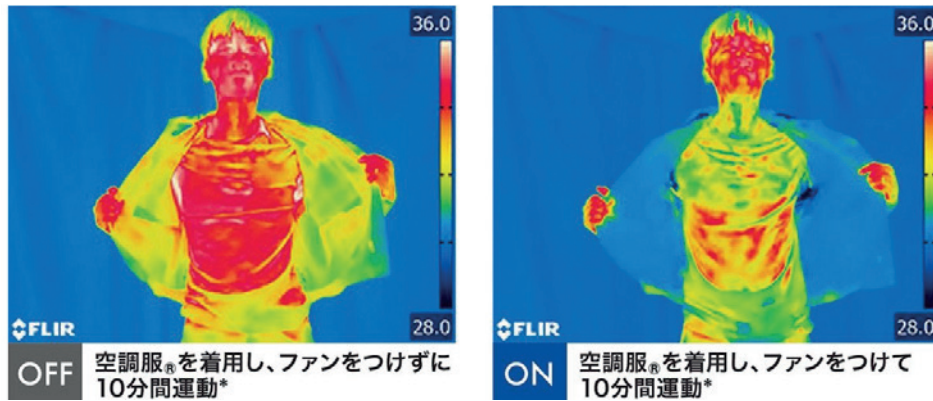 36.0
28.0
FLIR
OFF
空調服®を着用し、ファンをつけずに
10分間運動*
36.0
28.0
FLIR
ON
空調服®を着用し、ファンをつけて
10分間運動*